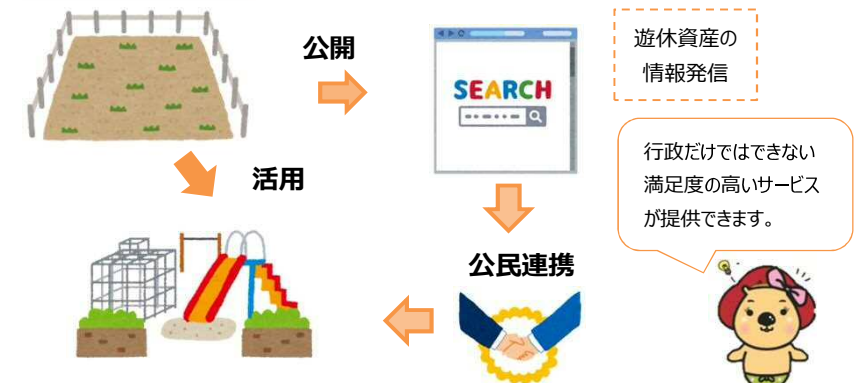 公開
SEARCH
遊休資産の
情報発信
行政だけではできない
満足度の高いサービス
が提供できます。
活用
公民連携